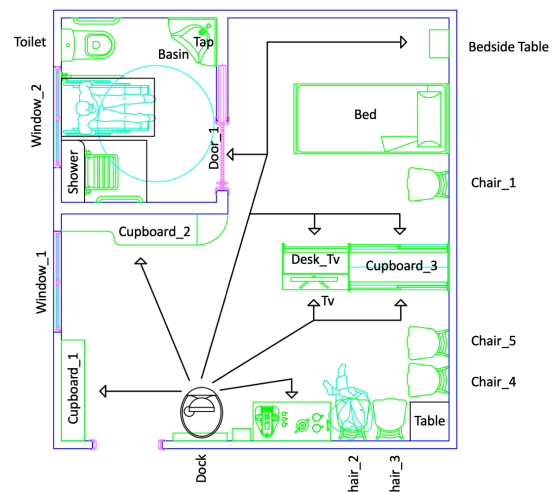 Toilet
Tap
Basin
Bedside Table
Window_2
Door_1
Bed
Shower
Chair_1
Cupboard_2
Window_1
Desk_Tv
Cupboard_3
Tv
Chair_5
Cupboard_1
Chair_4
Table
Dock
hair_2
hair_3